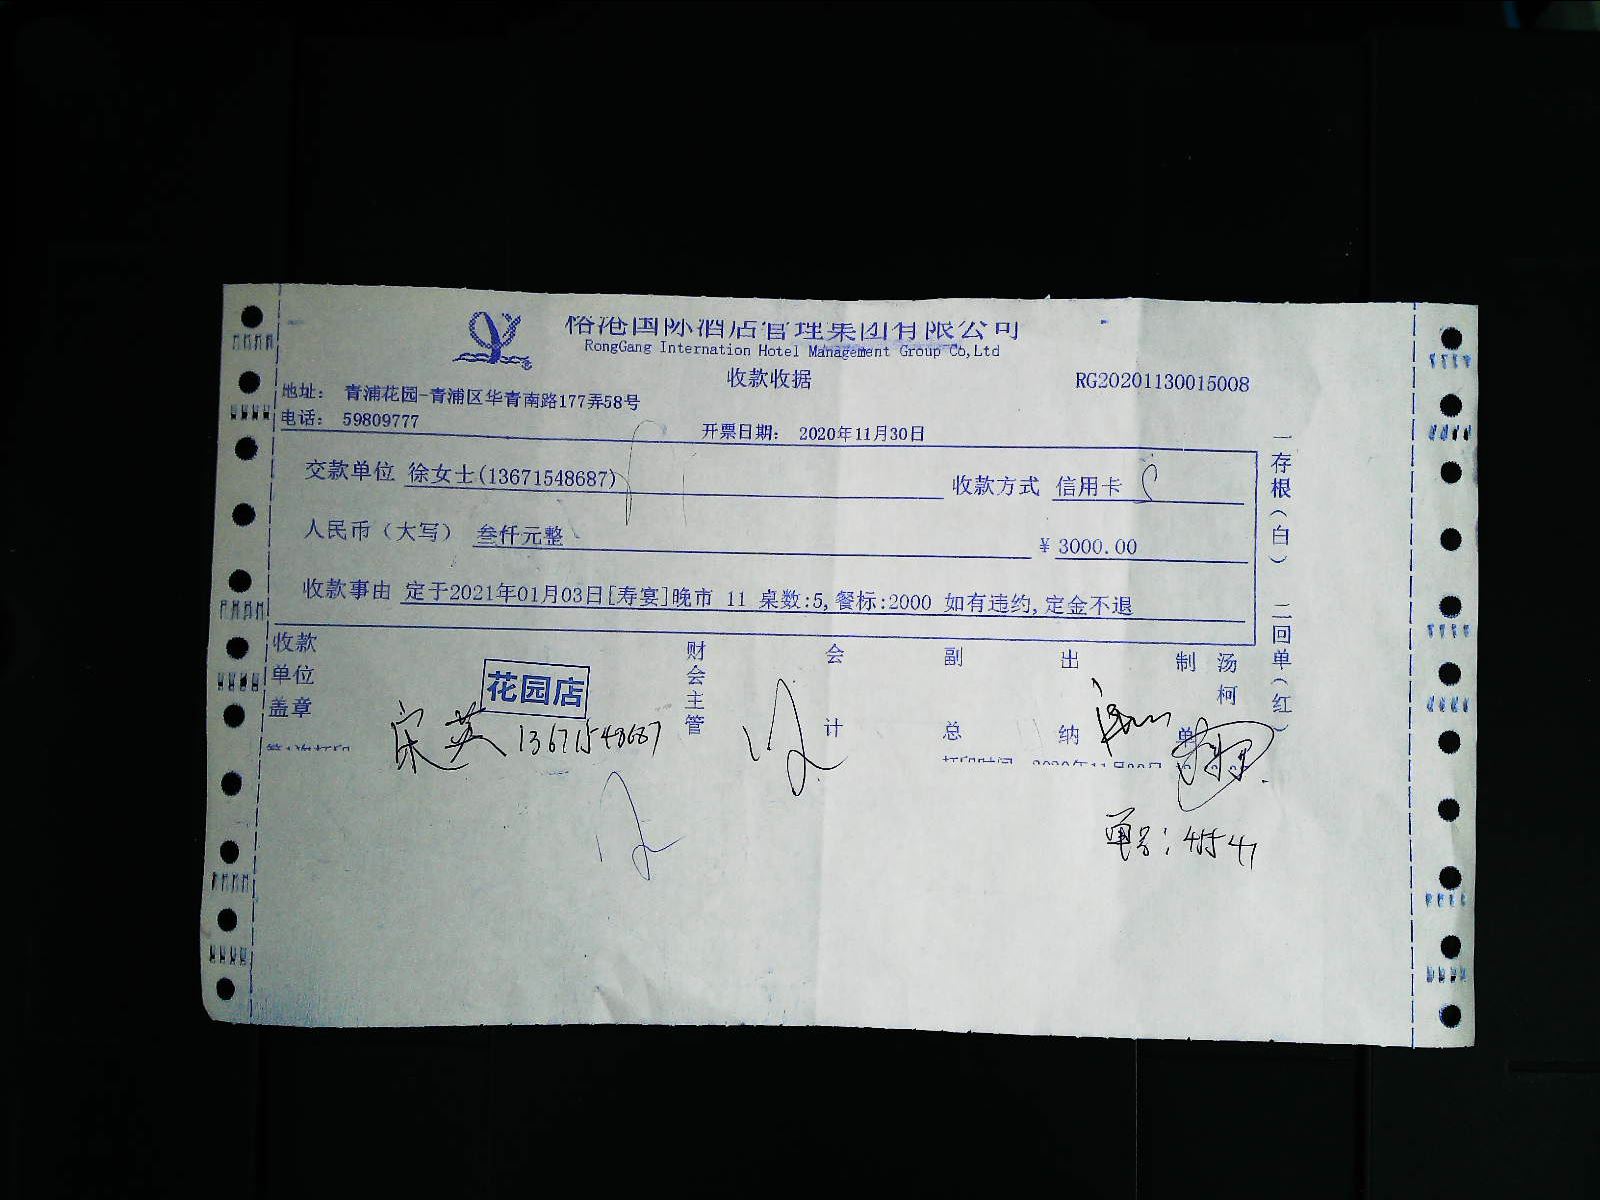 榕港国际酒店管理集团有限公司
RongGang Internation Hotel Management Group Co,Ltd
收款收据
RG20201130015008
地址： 青浦花园-青浦区华青南路177弄58号
电话： 59809777
开票日期： 2020年11月30日
交款单位 徐女士(13671548687) 收款方式 信用卡
人民币（大写） 叁仟元整 ¥ 3000.00
收款事由 定于2021年01月03日[寿宴]晚市 11 桌数:5,餐标:2000 如有违约,定金不退
一存根（白） 二回单（红）
收款单位盖章
花园店
财会主管
会计
副总
出纳
制单
汤柯
13671548687
第1次打印